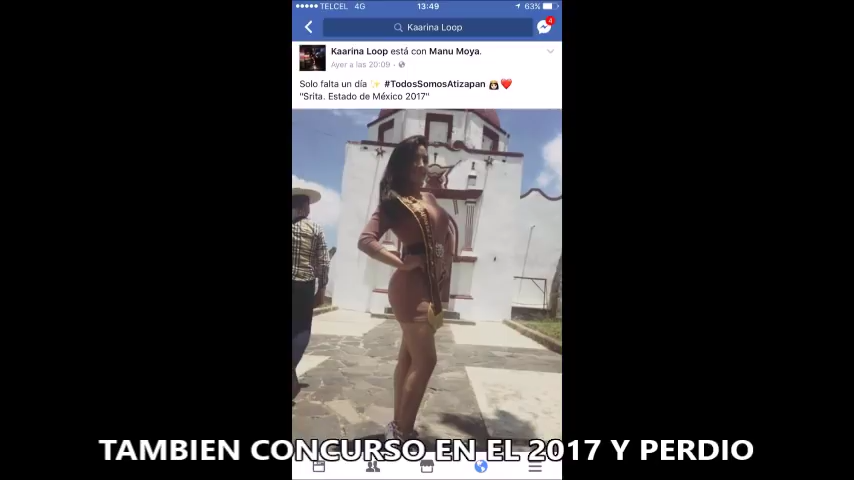 TELCEL 4G 13:49 63%
Kaarina Loop
4
Kaarina Loop está con Manu Moya.
Ayer a las 20:09
Solo falta un día ✨ #TodosSomosAtizapan 👸🏻❤️
"Srita. Estado de México 2017"
TAMBIEN CONCURSO EN EL 2017 Y PERDIO